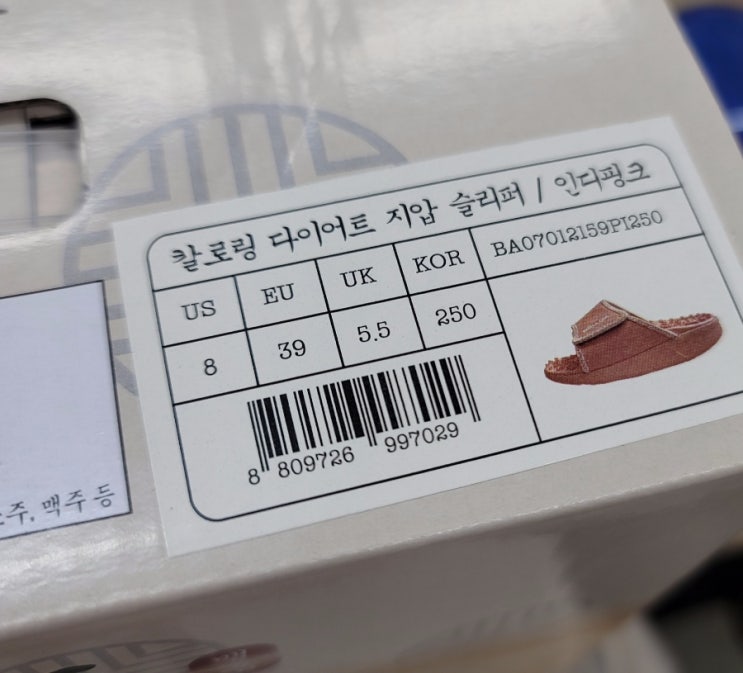 칼로링 다이어트 지압 슬리퍼 / 인디핑크
US EU UK KOR BA07012159PI250
8 39 5.5 250
8 809726 997029
주, 맥주 등